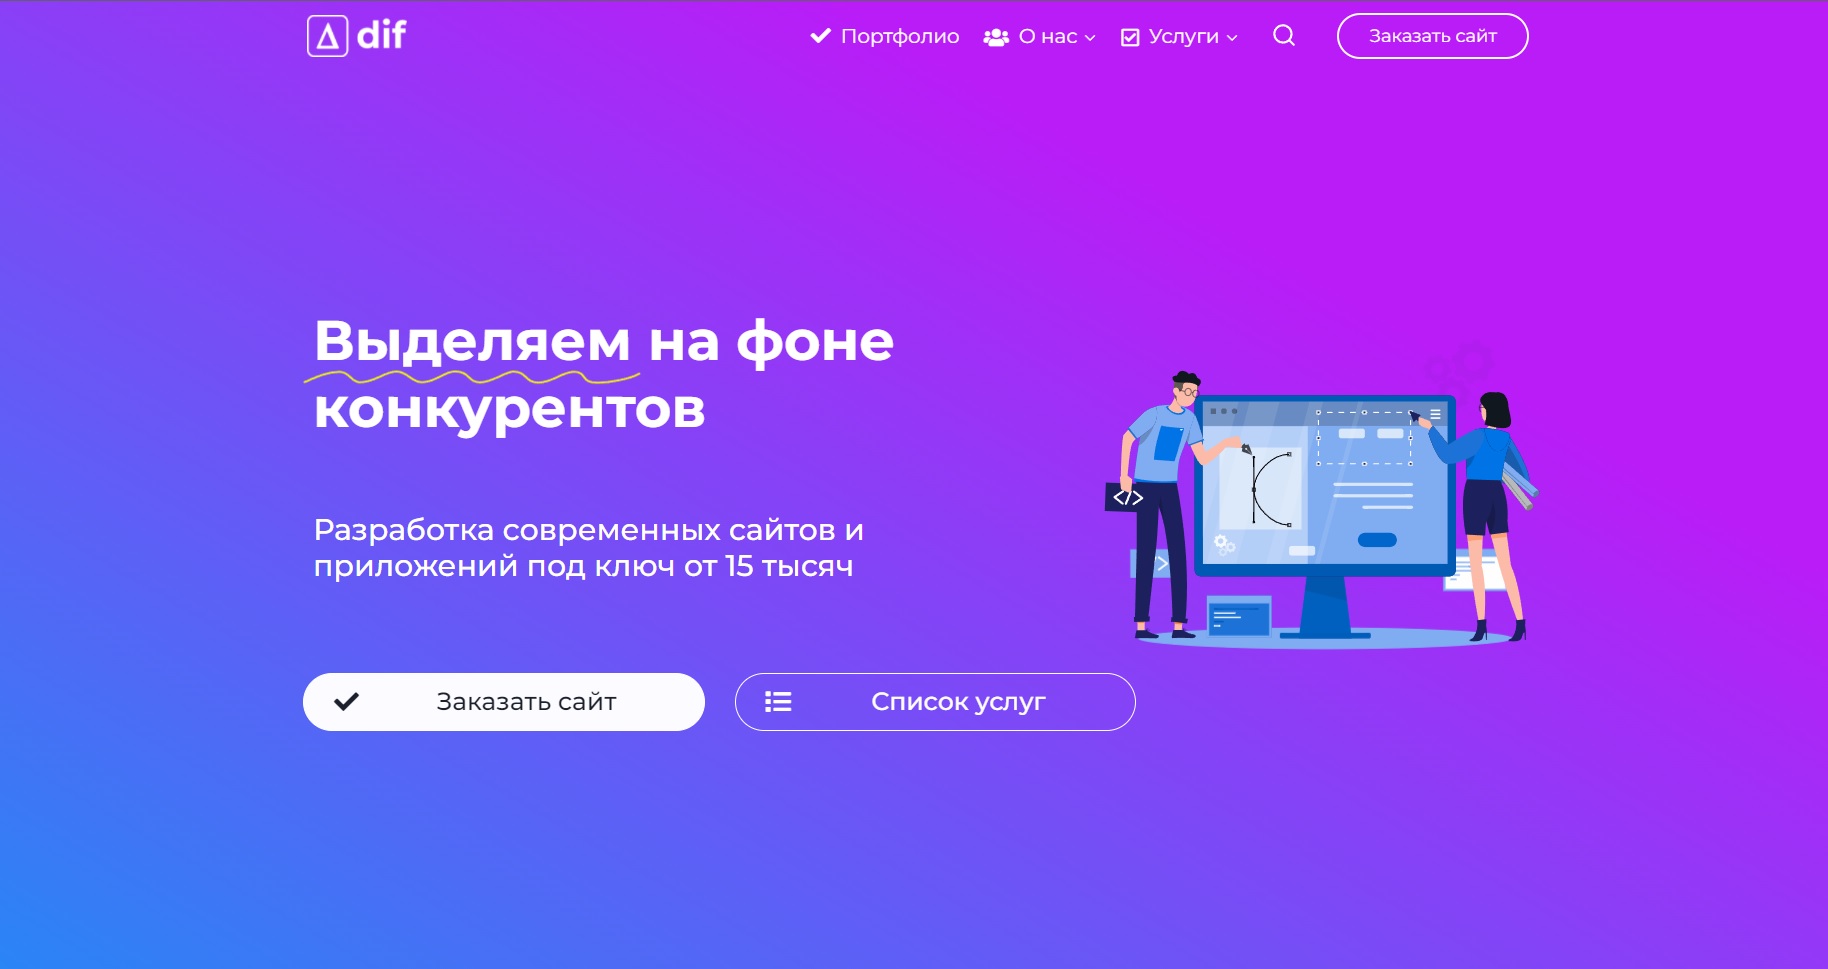 dif
Портфолио
О нас
Услуги
Заказать сайт
Выделяем на фоне
конкурентов
Разработка современных сайтов и
приложений под ключ от 15 тысяч
Заказать сайт
Список услуг